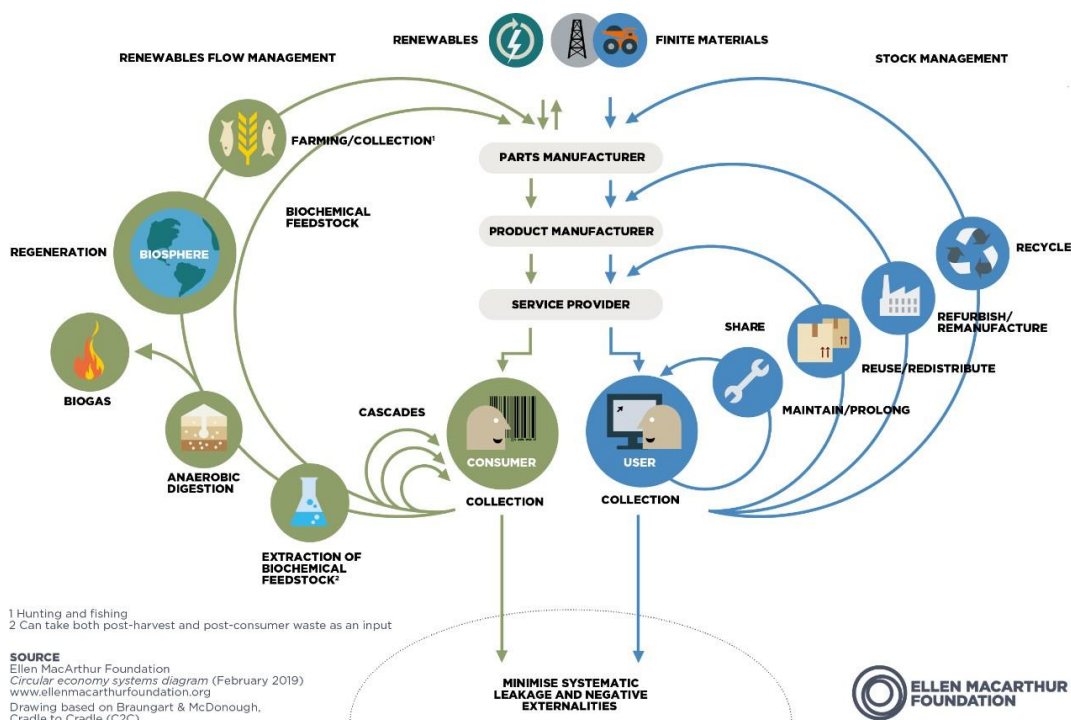 RENEWABLES
FINITE MATERIALS
RENEWABLES FLOW MANAGEMENT
STOCK MANAGEMENT
FARMING/COLLECTION¹
PARTS MANUFACTURER
BIOCHEMICAL
FEEDSTOCK
PRODUCT MANUFACTURER
REGENERATION
BIOSPHERE
RECYCLE
SERVICE PROVIDER
SHARE
REFURBISH/
REMANUFACTURE
REUSE/REDISTRIBUTE
BIOGAS
CASCADES
MAINTAIN/PROLONG
CONSUMER
USER
ANAEROBIC
DIGESTION
COLLECTION
COLLECTION
EXTRACTION OF
BIOCHEMICAL
FEEDSTOCK²
1 Hunting and fishing
2 Can take both post-harvest and post-consumer waste as an input
SOURCE
Ellen MacArthur Foundation
Circular economy systems diagram (February 2019)
www.ellenmacarthurfoundation.org
Drawing based on Braungart & McDonough,
Cradle to Cradle (C2C)
MINIMISE SYSTEMATIC
LEAKAGE AND NEGATIVE
EXTERNALITIES
ELLEN MACARTHUR
FOUNDATION